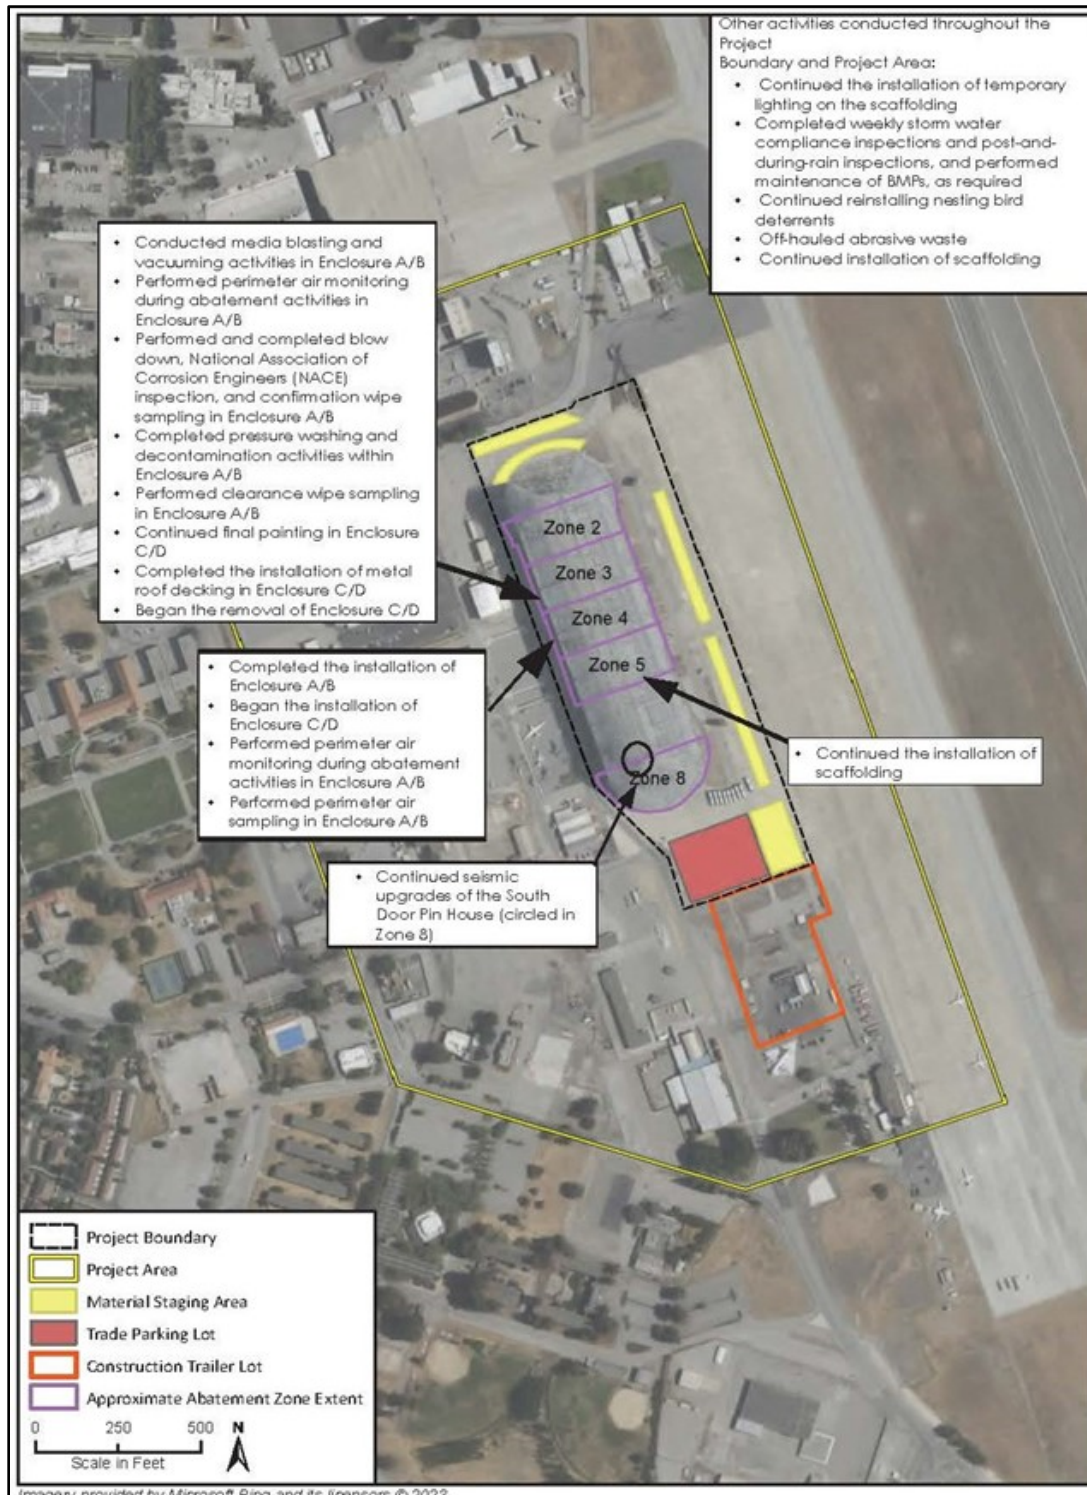 Other activities conducted throughout the
Project
Boundary and Project Area:
• Continued the installation of temporary
lighting on the scaffolding
• Completed weekly storm water
compliance inspections and post-and-
during-rain inspections, and performed
maintenance of BMPs, as required
• Continued reinstalling nesting bird
deterrents
• Off-hauled abrasive waste
• Continued installation of scaffolding
• Conducted media blasting and
vacuuming activities in Enclosure A/B
• Performed perimeter air monitoring
during abatement activities in
Enclosure A/B
• Performed and completed blow
down, National Association of
Corrosion Engineers (NACE)
inspection, and confirmation wipe
sampling in Enclosure A/B
• Completed pressure washing and
decontamination activities within
Enclosure A/B
• Performed clearance wipe sampling
in Enclosure A/B
• Continued final painting in Enclosure
C/D
• Completed the installation of metal
roof decking in Enclosure C/D
• Began the removal of Enclosure C/D
Zone 2
Zone 3
Zone 4
Zone 5
Zone 8
• Completed the installation of
Enclosure A/B
• Began the installation of
Enclosure C/D
• Performed perimeter air
monitoring during abatement
activities in Enclosure A/B
• Performed perimeter air
sampling in Enclosure A/B
• Continued the installation of
scaffolding
• Continued seismic
upgrades of the South
Door Pin House (circled in
Zone 8)
Project Boundary
Project Area
Material Staging Area
Trade Parking Lot
Construction Trailer Lot
Approximate Abatement Zone Extent
0 250 500 N
Scale in Feet
Imagery provided by Microsoft Bing and its licensors © 2023